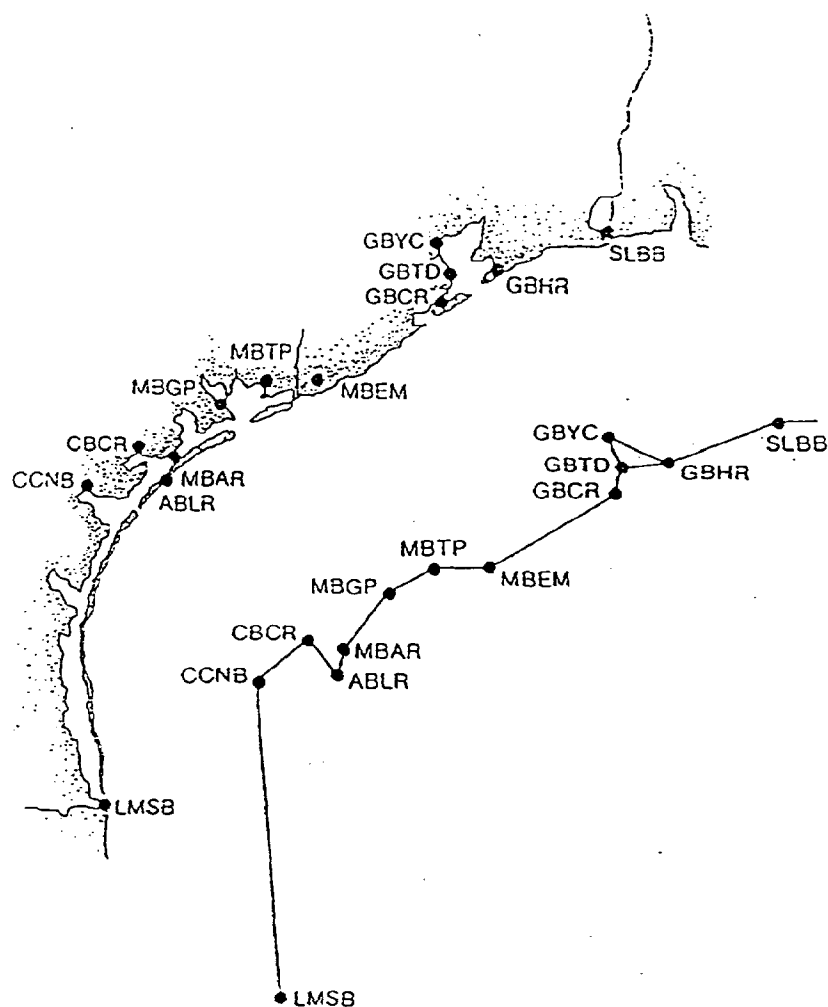 GBYC
SLBB
GBTD
GBHR
GBCR
MBTP
MBGP
MBEM
CBCR
CCNB
MBAR
ABLR
LMSB
GBYC
SLBB
GBTD
GBHR
GBCR
MBTP
MBEM
MBGP
CBCR
MBAR
CCNB
ABLR
LMSB